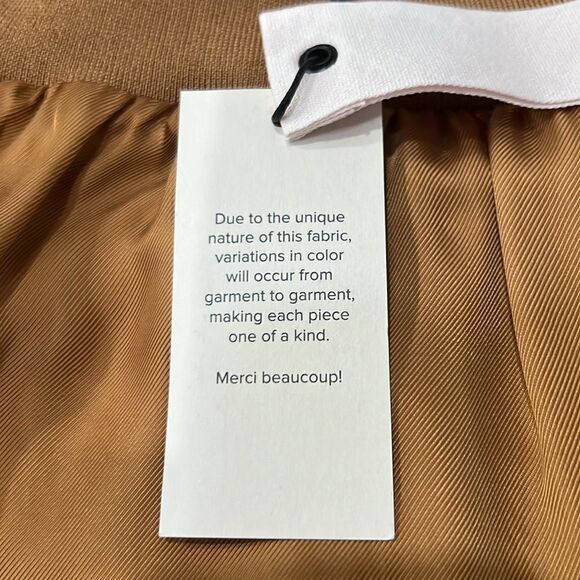 Due to the unique
nature of this fabric,
variations in color
will occur from
garment to garment,
making each piece
one of a kind.
Merci beaucoup!